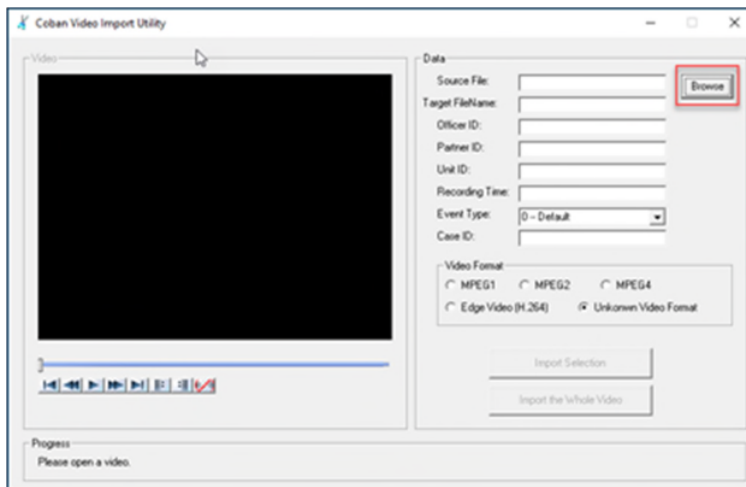 Coban Video Import Utility
Video
Data
Source File:
Browse
Target FileName:
Officer ID:
Partner ID:
Unit ID:
Recording Time:
Event Type: 0 - Default
Case ID:
Video Format
MPEG1 MPEG2 MPEG4
Edge Video (H.264) Unkonwn Video Format
Import Selection
Import the Whole Video
Progress
Please open a video.